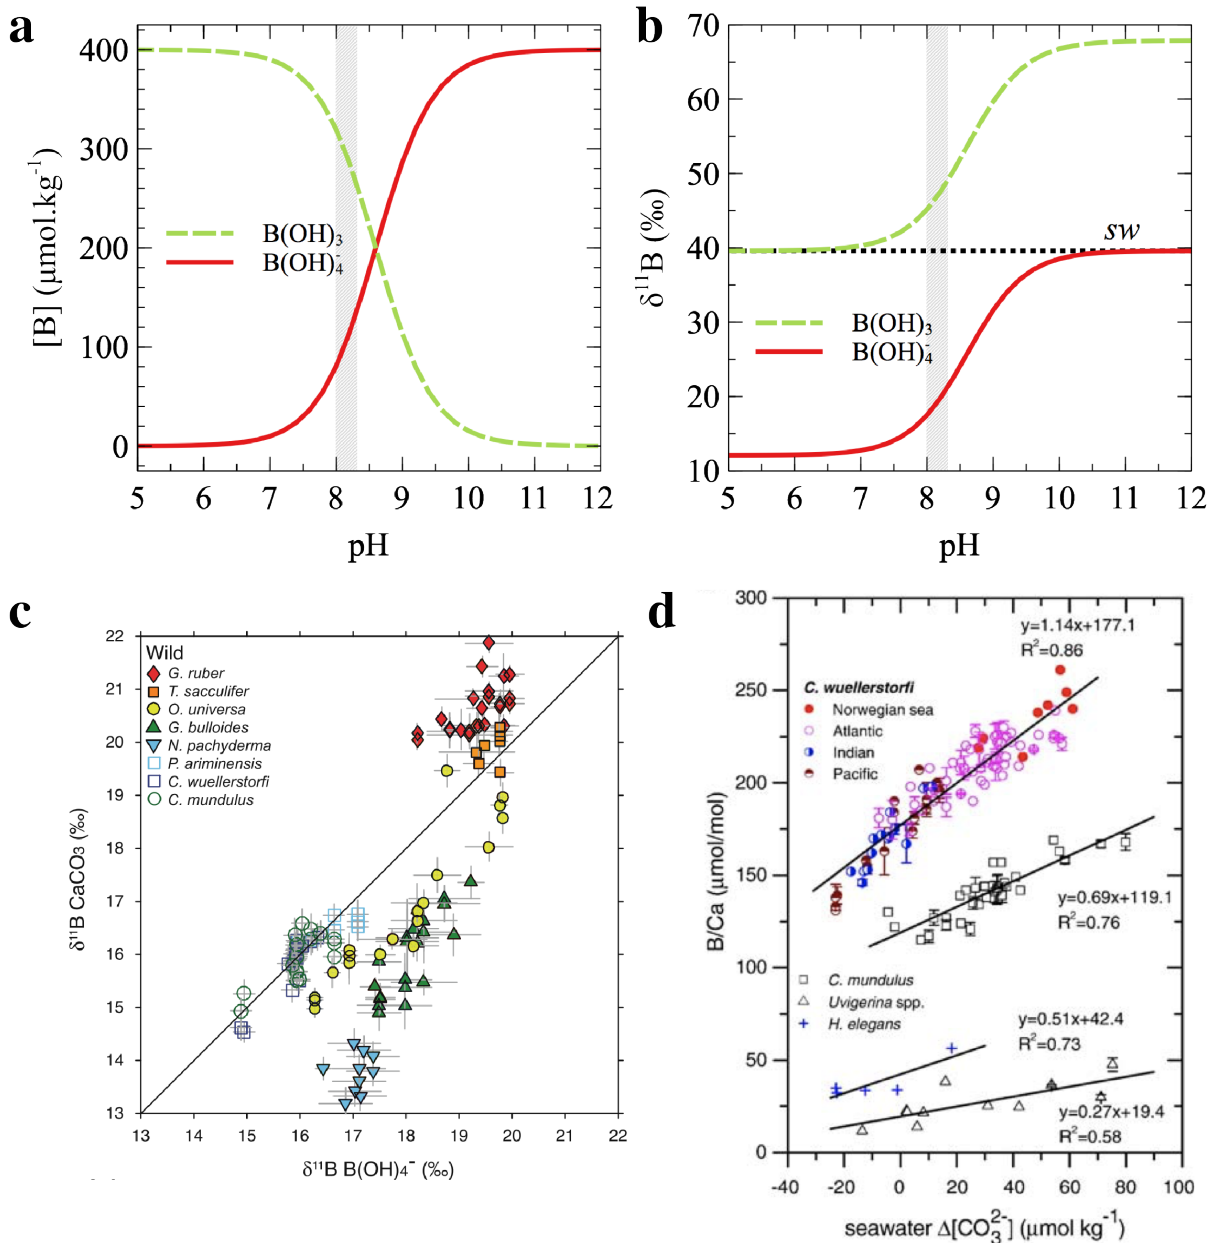 a
400
300
200
100
0
[B] (µmol.kg⁻¹)
B(OH)₃
B(OH)₄⁻
5 6 7 8 9 10 11 12
pH
b
70
60
50
40
30
20
10
δ¹¹B (‰)
sw
B(OH)₃
B(OH)₄⁻
5 6 7 8 9 10 11 12
pH
c
22
21
20
19
18
17
16
15
14
13
δ¹¹B CaCO₃ (‰)
Wild
G. ruber
T. sacculifer
O. universa
G. bulloides
N. pachyderma
P. ariminensis
C. wuellerstorfi
C. mundulus
13 14 15 16 17 18 19 20 22
δ¹¹B B(OH)₄⁻ (‰)
d
300
250
200
150
100
50
0
B/Ca (µmol/mol)
y=1.14x+177.1
R²=0.86
C. wuellerstorfi
Norwegian sea
Atlantic
Indian
Pacific
y=0.69x+119.1
R²=0.76
C. mundulus
Uvigerina spp.
H. elegans
y=0.51x+42.4
R²=0.73
y=0.27x+19.4
R²=0.58
-40 -20 0 20 40 60 80 100
seawater Δ[CO₃²⁻] (µmol kg⁻¹)